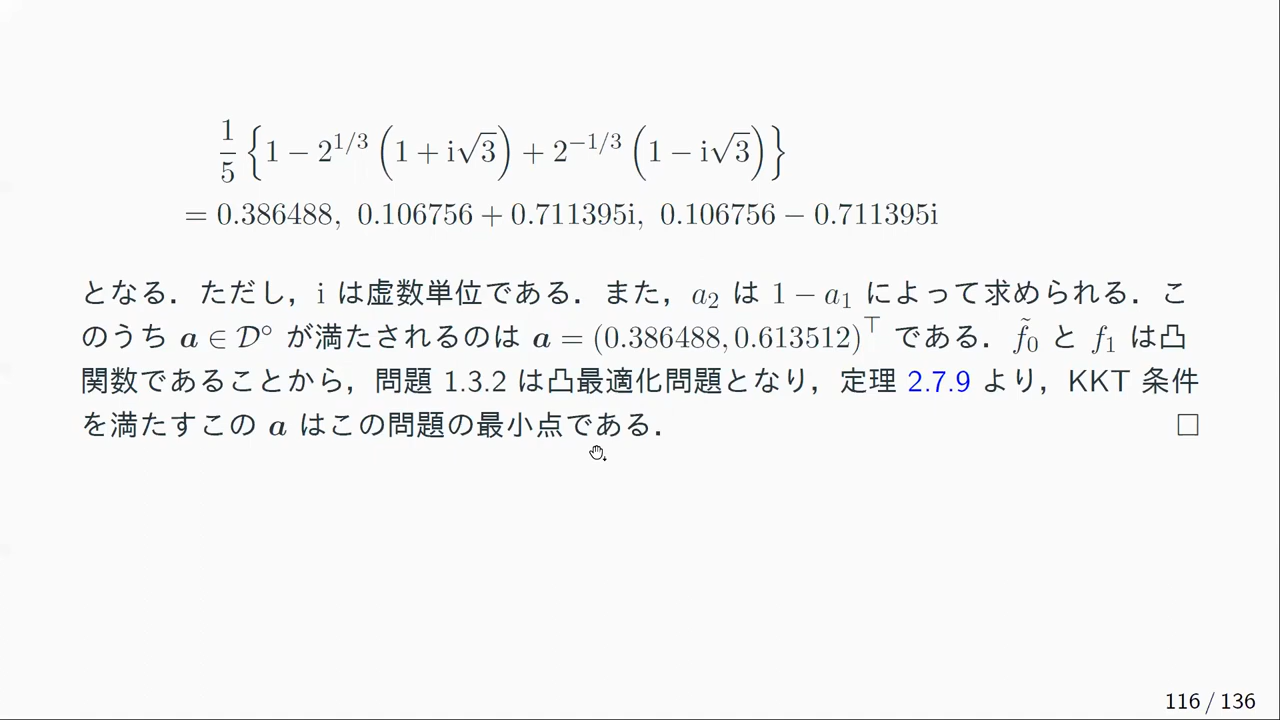 1/5 {1 − 2^{1/3} (1 + i√3) + 2^{−1/3} (1 − i√3)}
= 0.386488, 0.106756 + 0.711395i, 0.106756 − 0.711395i
となる．ただし，i は虚数単位である．また，a₂ は 1 − a₁ によって求められる．こ
のうち a ∈ D° が満たされるのは a = (0.386488, 0.613512)^⊤ である．f̃₀ と f₁ は凸
関数であることから，問題 1.3.2 は凸最適化問題となり，定理 2.7.9 より，KKT 条件
を満たすこの a はこの問題の最小点である． □
116 / 136